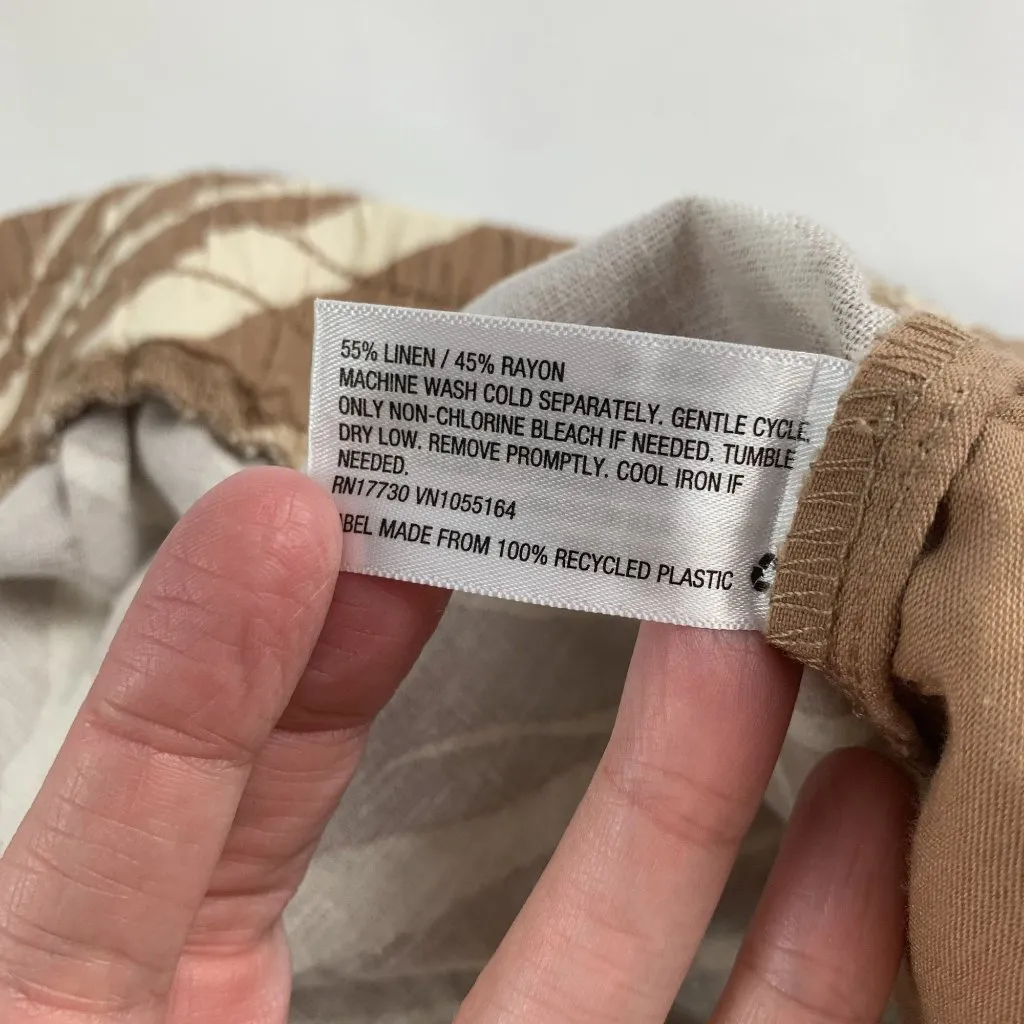 55% LINEN / 45% RAYON
MACHINE WASH COLD SEPARATELY. GENTLE CYCLE.
ONLY NON-CHLORINE BLEACH IF NEEDED. TUMBLE
DRY LOW. REMOVE PROMPTLY. COOL IRON IF
NEEDED.
RN17730 VN1055164
ABEL MADE FROM 100% RECYCLED PLASTIC